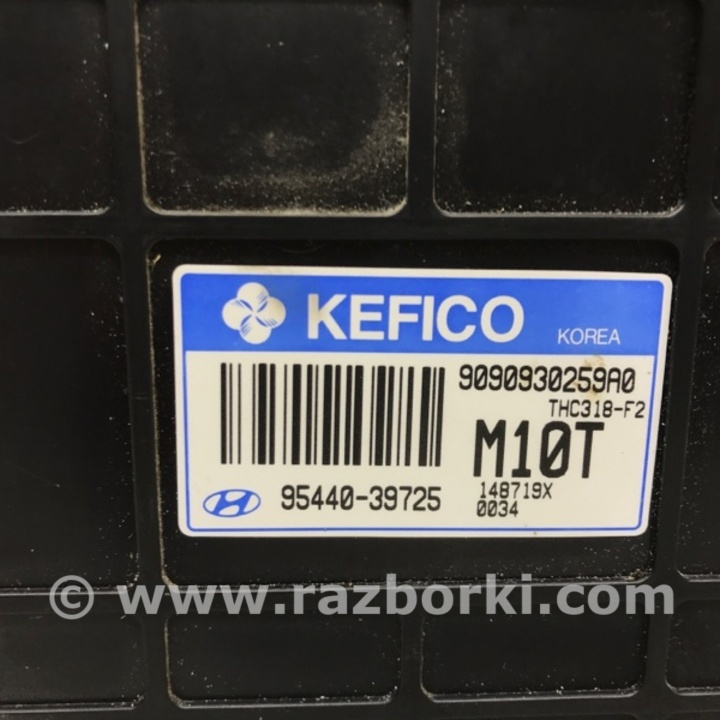 KEFICO
KOREA
9090930259A0
THC318-F2
M10T
95440-39725
148719X
0034
© www.razborki.com